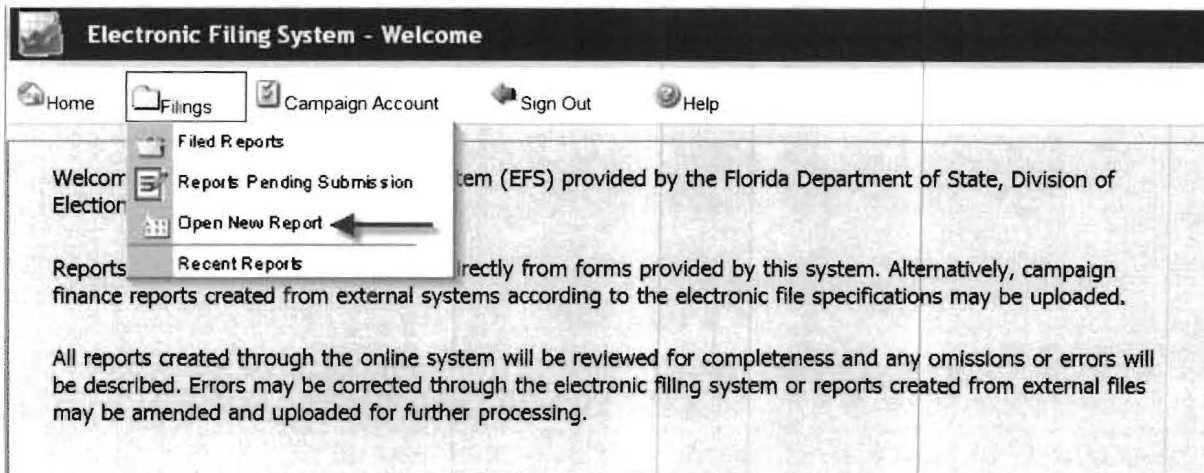 Electronic Filing System - Welcome
Home Filings Campaign Account Sign Out Help
Filed Reports
Reports Pending Submission
Open New Report
Recent Reports
Welcom tem (EFS) provided by the Florida Department of State, Division of
Election
Reports irectly from forms provided by this system. Alternatively, campaign
finance reports created from external systems according to the electronic file specifications may be uploaded.
All reports created through the online system will be reviewed for completeness and any omissions or errors will
be described. Errors may be corrected through the electronic filing system or reports created from external files
may be amended and uploaded for further processing.